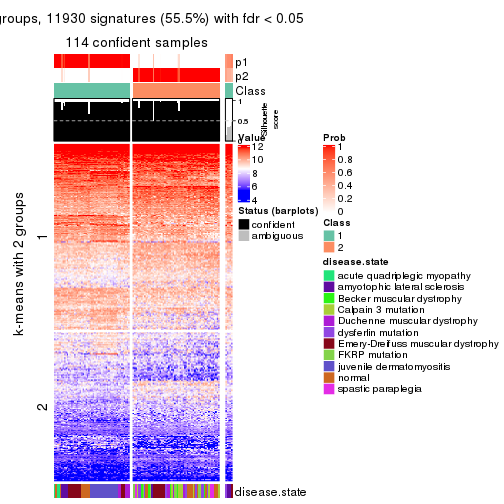 groups, 11930 signatures (55.5%) with fdr < 0.05
114 confident samples
p1
p2
Class
1
0.5
0
Silhouette
score
k-means with 2 groups
1
2
disease.state
Value
12
10
8
6
4
Status (barplots)
confident
ambiguous
Prob
1
0.8
0.6
0.4
0.2
0
Class
1
2
disease.state
acute quadriplegic myopathy
amyotrophic lateral sclerosis
Becker muscular dystrophy
Calpain 3 mutation
Duchenne muscular dystrophy
dysferlin mutation
Emery-Dreifuss muscular dystrophy
FKRP mutation
juvenile dermatomyositis
normal
spastic paraplegia